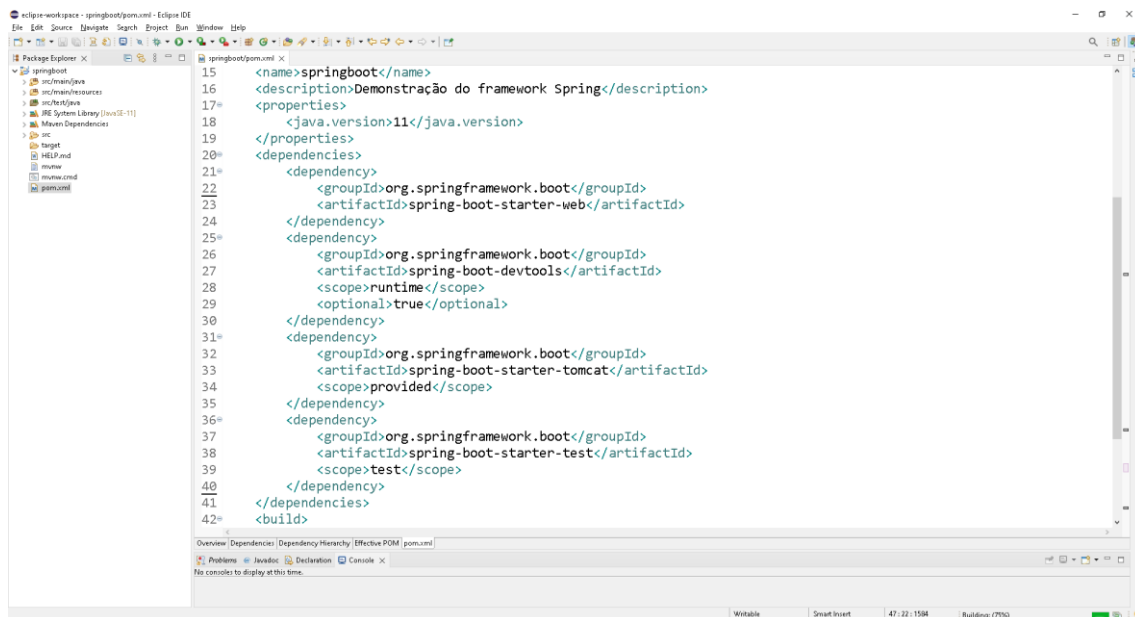 eclipse-workspace - springboot/pom.xml - Eclipse IDE
File Edit Source Navigate Search Project Run Window Help
Package Explorer
springboot/pom.xml
springboot
src/main/java
src/main/resources
src/test/java
JRE System Library [JavaSE-11]
Maven Dependencies
src
target
HELP.md
mvnw
mvnw.cmd
pom.xml
15 <name>springboot</name>
16 <description>Demonstração do framework Spring</description>
17 <properties>
18 <java.version>11</java.version>
19 </properties>
20 <dependencies>
21 <dependency>
22 <groupId>org.springframework.boot</groupId>
23 <artifactId>spring-boot-starter-web</artifactId>
24 </dependency>
25 <dependency>
26 <groupId>org.springframework.boot</groupId>
27 <artifactId>spring-boot-devtools</artifactId>
28 <scope>runtime</scope>
29 <optional>true</optional>
30 </dependency>
31 <dependency>
32 <groupId>org.springframework.boot</groupId>
33 <artifactId>spring-boot-starter-tomcat</artifactId>
34 <scope>provided</scope>
35 </dependency>
36 <dependency>
37 <groupId>org.springframework.boot</groupId>
38 <artifactId>spring-boot-starter-test</artifactId>
39 <scope>test</scope>
40 </dependency>
41 </dependencies>
42 <build>
Overview Dependencies Dependency Hierarchy Effective POM pom.xml
Problems Javadoc Declaration Console
No consoles to display at this time.
Writable Smart Insert 47 : 22 : 1584 Building: (75%)